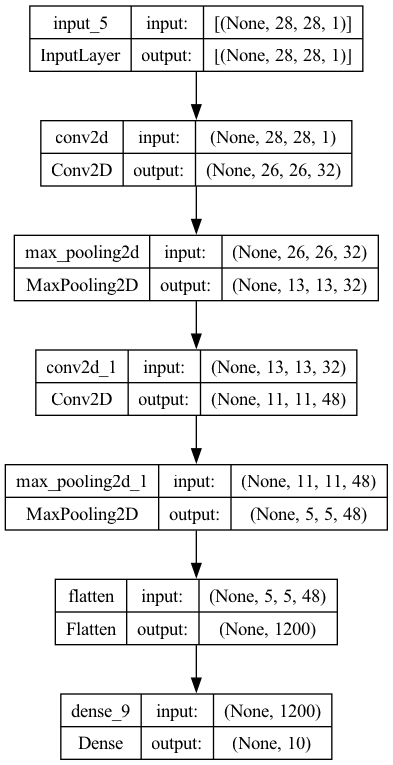 input_5 input: [(None, 28, 28, 1)]
InputLayer output: [(None, 28, 28, 1)]
conv2d input: (None, 28, 28, 1)
Conv2D output: (None, 26, 26, 32)
max_pooling2d input: (None, 26, 26, 32)
MaxPooling2D output: (None, 13, 13, 32)
conv2d_1 input: (None, 13, 13, 32)
Conv2D output: (None, 11, 11, 48)
max_pooling2d_1 input: (None, 11, 11, 48)
MaxPooling2D output: (None, 5, 5, 48)
flatten input: (None, 5, 5, 48)
Flatten output: (None, 1200)
dense_9 input: (None, 1200)
Dense output: (None, 10)